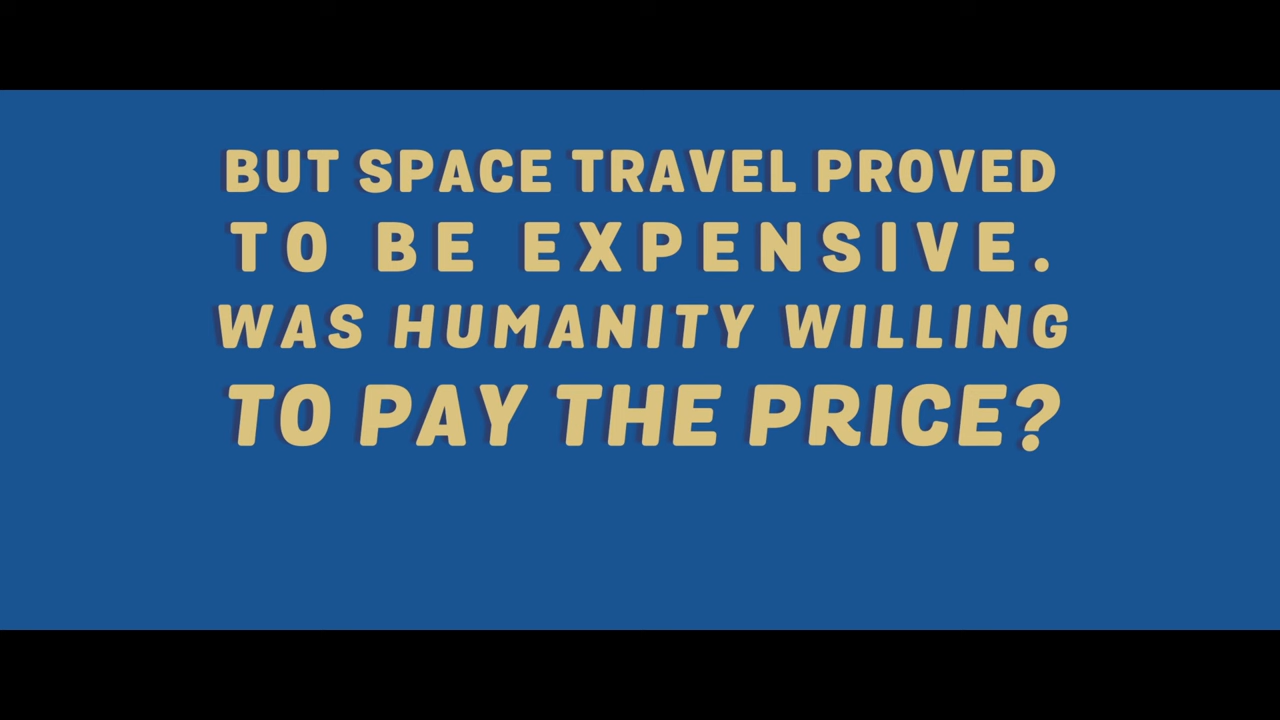 BUT SPACE TRAVEL PROVED
TO BE EXPENSIVE.
WAS HUMANITY WILLING
TO PAY THE PRICE?